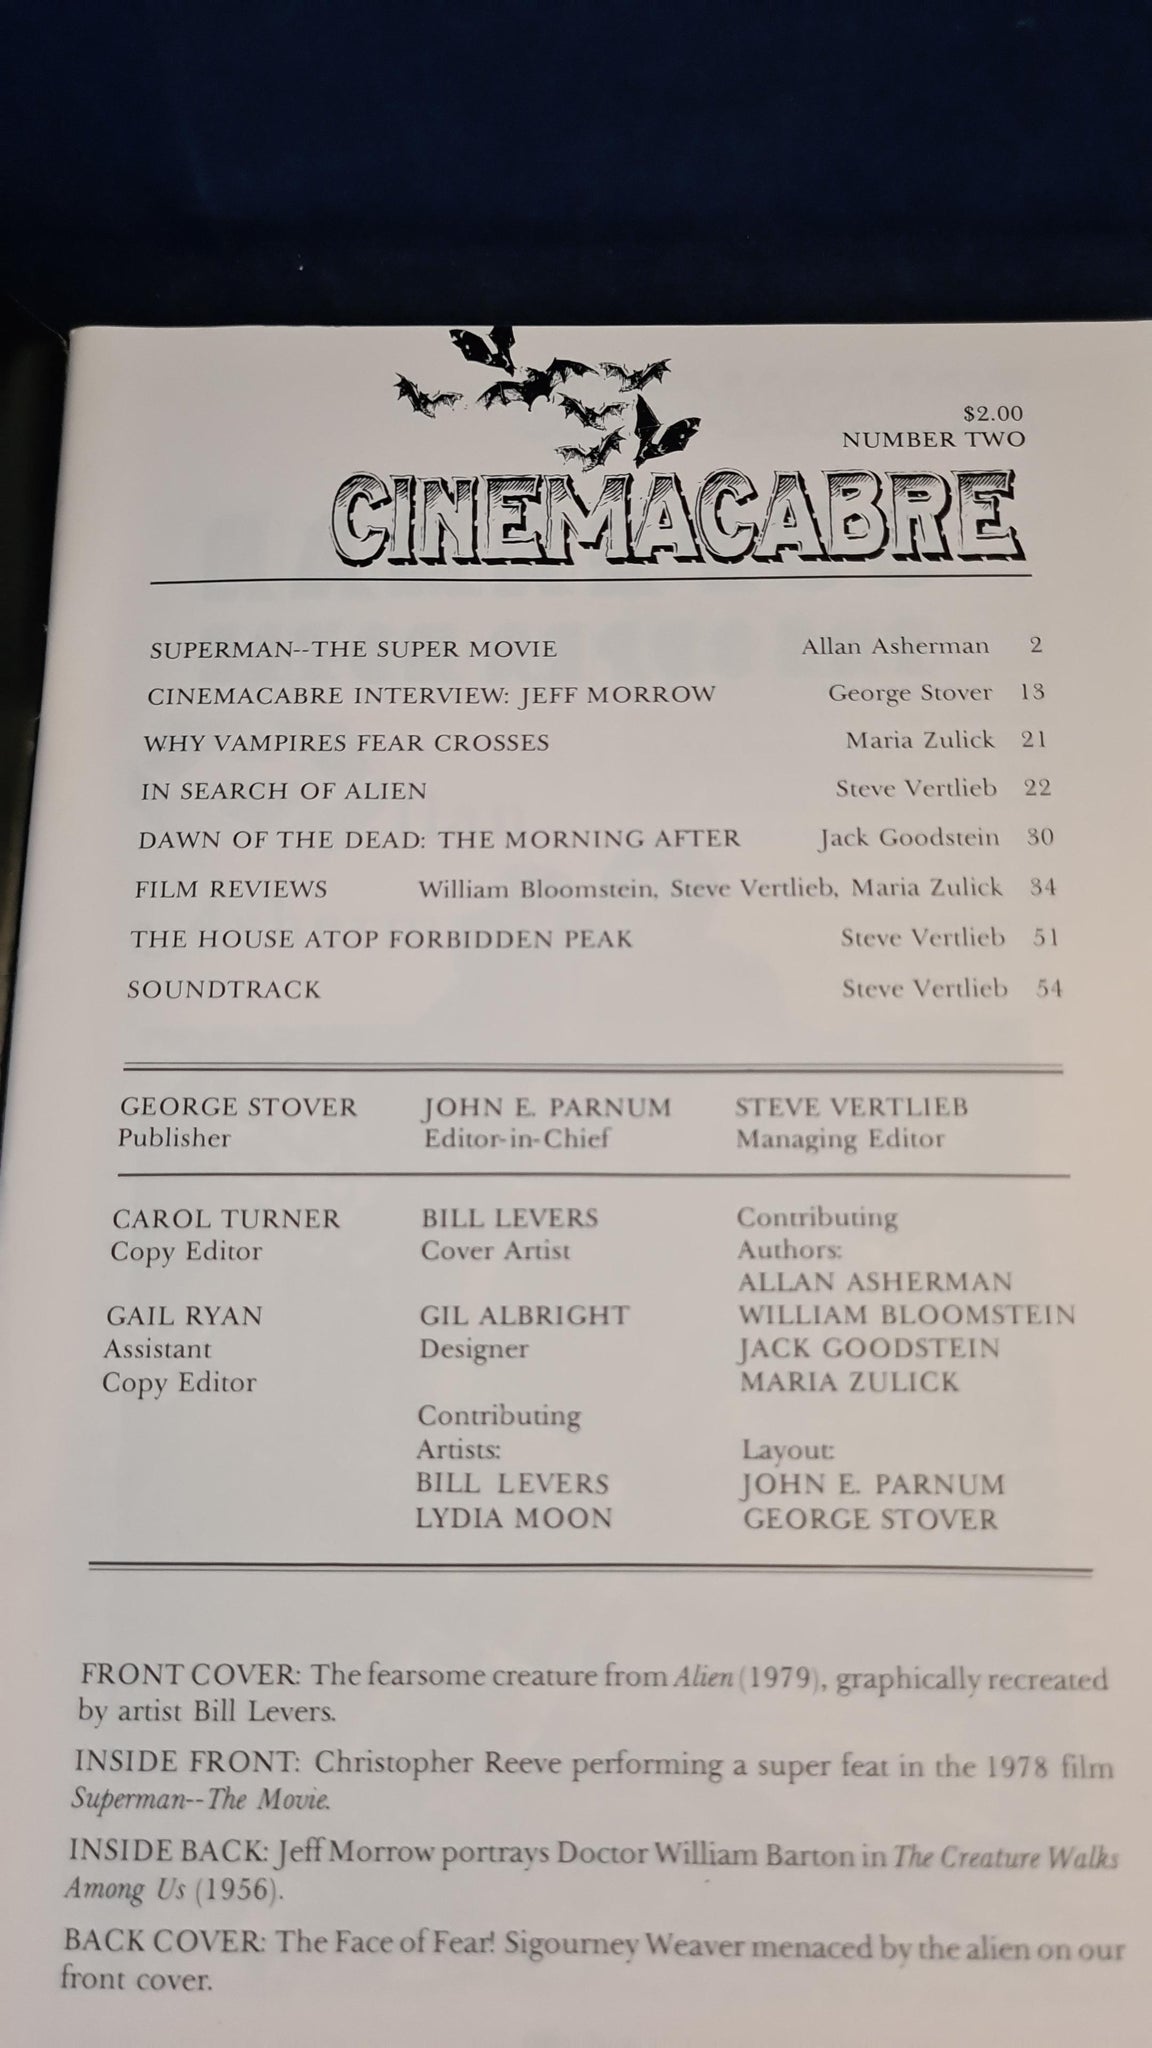 $2.00
NUMBER TWO
CINEMACABRE
SUPERMAN--THE SUPER MOVIE Allan Asherman 2
CINEMACABRE INTERVIEW: JEFF MORROW George Stover 13
WHY VAMPIRES FEAR CROSSES Maria Zulick 21
IN SEARCH OF ALIEN Steve Vertlieb 22
DAWN OF THE DEAD: THE MORNING AFTER Jack Goodstein 30
FILM REVIEWS William Bloomstein, Steve Vertlieb, Maria Zulick 34
THE HOUSE ATOP FORBIDDEN PEAK Steve Vertlieb 51
SOUNDTRACK Steve Vertlieb 54
GEORGE STOVER JOHN E. PARNUM STEVE VERTLIEB
Publisher Editor-in-Chief Managing Editor
CAROL TURNER
Copy Editor
GAIL RYAN
Assistant
Copy Editor
BILL LEVERS
Cover Artist
GIL ALBRIGHT
Designer
Contributing
Artists:
BILL LEVERS
LYDIA MOON
Contributing
Authors:
ALLAN ASHERMAN
WILLIAM BLOOMSTEIN
JACK GOODSTEIN
MARIA ZULICK
Layout:
JOHN E. PARNUM
GEORGE STOVER
FRONT COVER: The fearsome creature from Alien (1979), graphically recreated
by artist Bill Levers.
INSIDE FRONT: Christopher Reeve performing a super feat in the 1978 film
Superman--The Movie.
INSIDE BACK: Jeff Morrow portrays Doctor William Barton in The Creature Walks
Among Us (1956).
BACK COVER: The Face of Fear! Sigourney Weaver menaced by the alien on our
front cover.